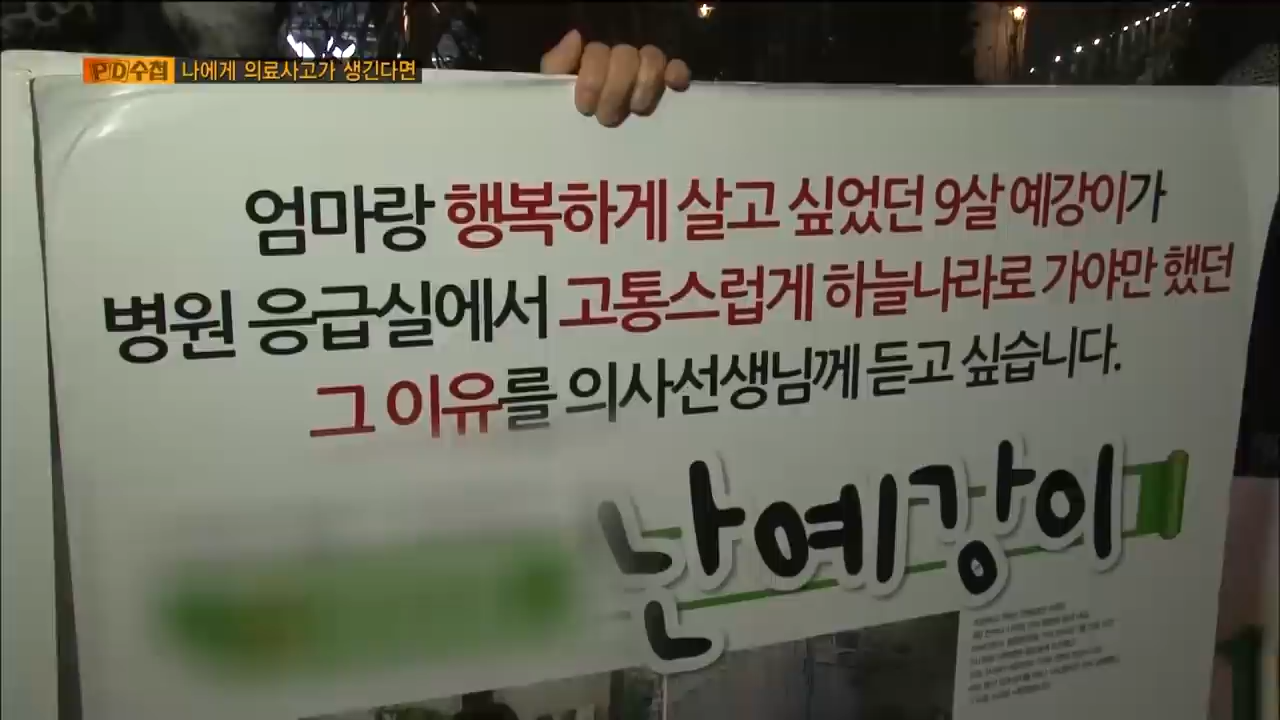 PD수첩 나에게 의료사고가 생긴다면
엄마랑 행복하게 살고 싶었던 9살 예강이가
병원 응급실에서 고통스럽게 하늘나라로 가야만 했던
그 이유를 의사선생님께 듣고 싶습니다.
난예강이